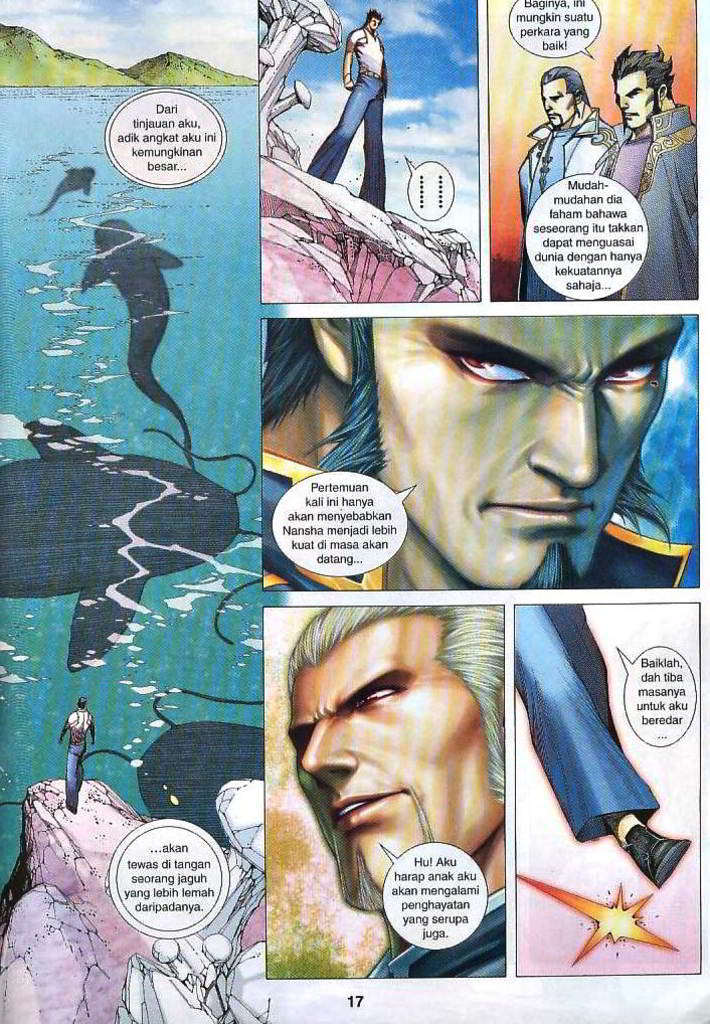 Dari
tinjauan aku,
adik angkat aku ini
kemungkinan
besar...
...akan
tewas di tangan
seorang jaguh
yang lebih lemah
daripadanya.
Baginya, ini
mungkin suatu
perkara yang
baik!
Mudah-
mudahan dia
faham bahawa
seseorang itu takkan
dapat menguasai
dunia dengan hanya
kekuatannya
sahaja...
Pertemuan
kali ini hanya
akan menyebabkan
Nansha menjadi lebih
kuat di masa akan
datang...
Hu! Aku
harap anak aku
akan mengalami
penghayatan
yang serupa
juga.
Baiklah,
dah tiba
masanya
untuk aku
beredar
...
17